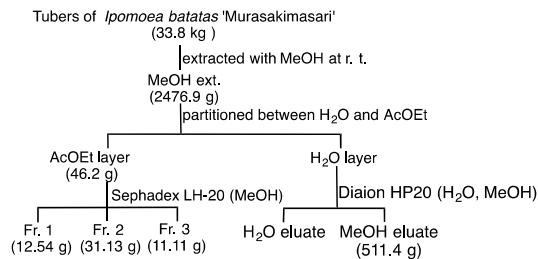 Tubers of Ipomoea batatas 'Murasakimasari'
(33.8 kg )
extracted with MeOH at r. t.
MeOH ext.
(2476.9 g)
partitioned between H₂O and AcOEt
AcOEt layer
(46.2 g)
H₂O layer
Sephadex LH-20 (MeOH)
Diaion HP20 (H₂O, MeOH)
Fr. 1 Fr. 2 Fr. 3
(12.54 g) (31.13 g) (11.11 g)
H₂O eluate MeOH eluate
(511.4 g)